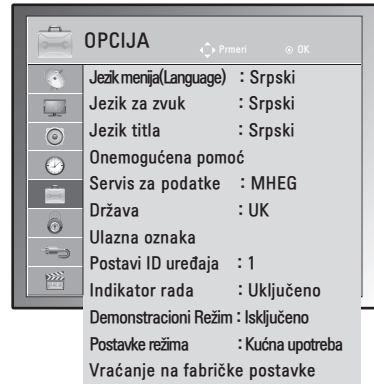 OPCIJA
Prmeri OK
Jezik menija(Language) : Srpski
Jezik za zvuk : Srpski
Jezik titla : Srpski
Onemogućena pomoć
Servis za podatke : MHEG
Država : UK
Ulazna oznaka
Postavi ID uređaja : 1
Indikator rada : Uključeno
Demonstracioni Režim : Isključeno
Postavke režima : Kućna upotreba
Vraćanje na fabričke postavke